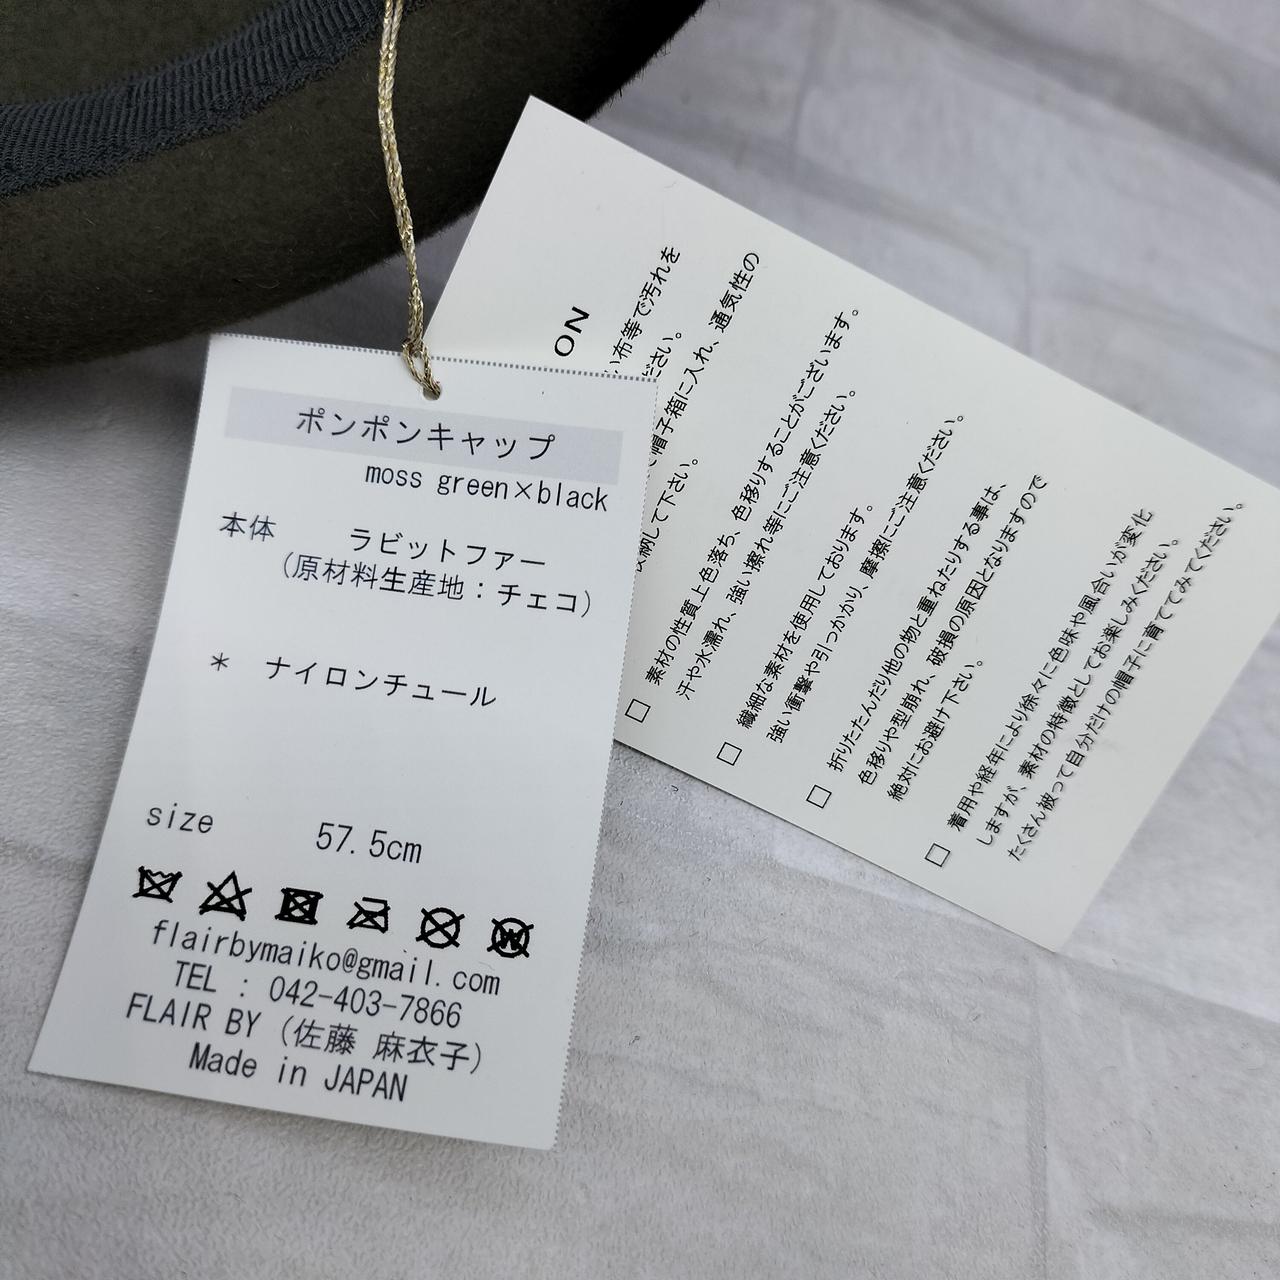 ポンポンキャップ
moss green×black
本体 ラビットファー
(原材料生産地：チェコ)
＊ ナイロンチュール
size 57.5cm
flairbymaiko@gmail.com
TEL : 042-403-7866
FLAIR BY (佐藤 麻衣子)
Made in JAPAN
ON
布等で汚れを
ださい。
帽子箱に入れ、通気性の
納して下さい。
□ 素材の性質上色落ち、色移りすることがございます。
汗や水濡れ、強い擦れ等にご注意ください。
□ 繊細な素材を使用しております。
強い衝撃や引っかかり、摩擦にご注意ください。
□ 折りたたんだり他の物と重ねたりする事は、
色移りや型崩れ、破損の原因となりますので
絶対にお避け下さい。
□ 着用や経年により徐々に色味や風合いが変化
しますが、素材の特徴としてお楽しみください。
たくさん被って自分だけの帽子に育ててみてください。